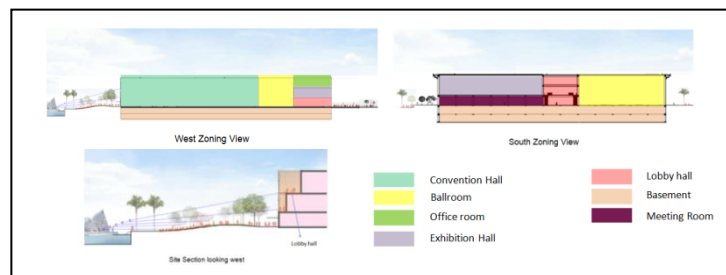 West Zoning View
South Zoning View
Lobby hall
Site Section looking west
Convention Hall
Ballroom
Office room
Exhibition Hall
Lobby hall
Basement
Meeting Room